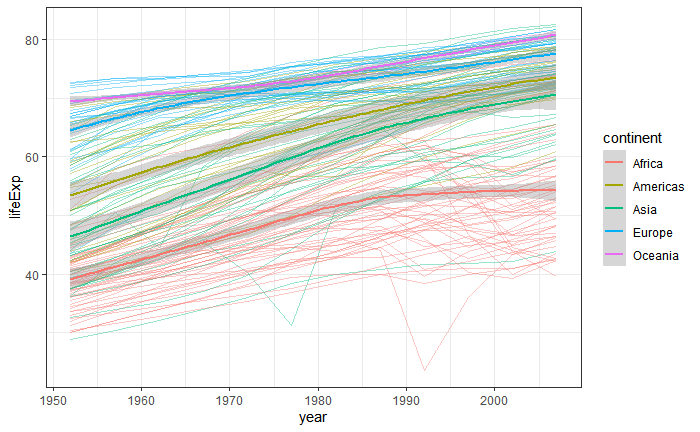 80
60
40
lifeExp
1950
1960
1970
1980
1990
2000
year
continent
Africa
Americas
Asia
Europe
Oceania